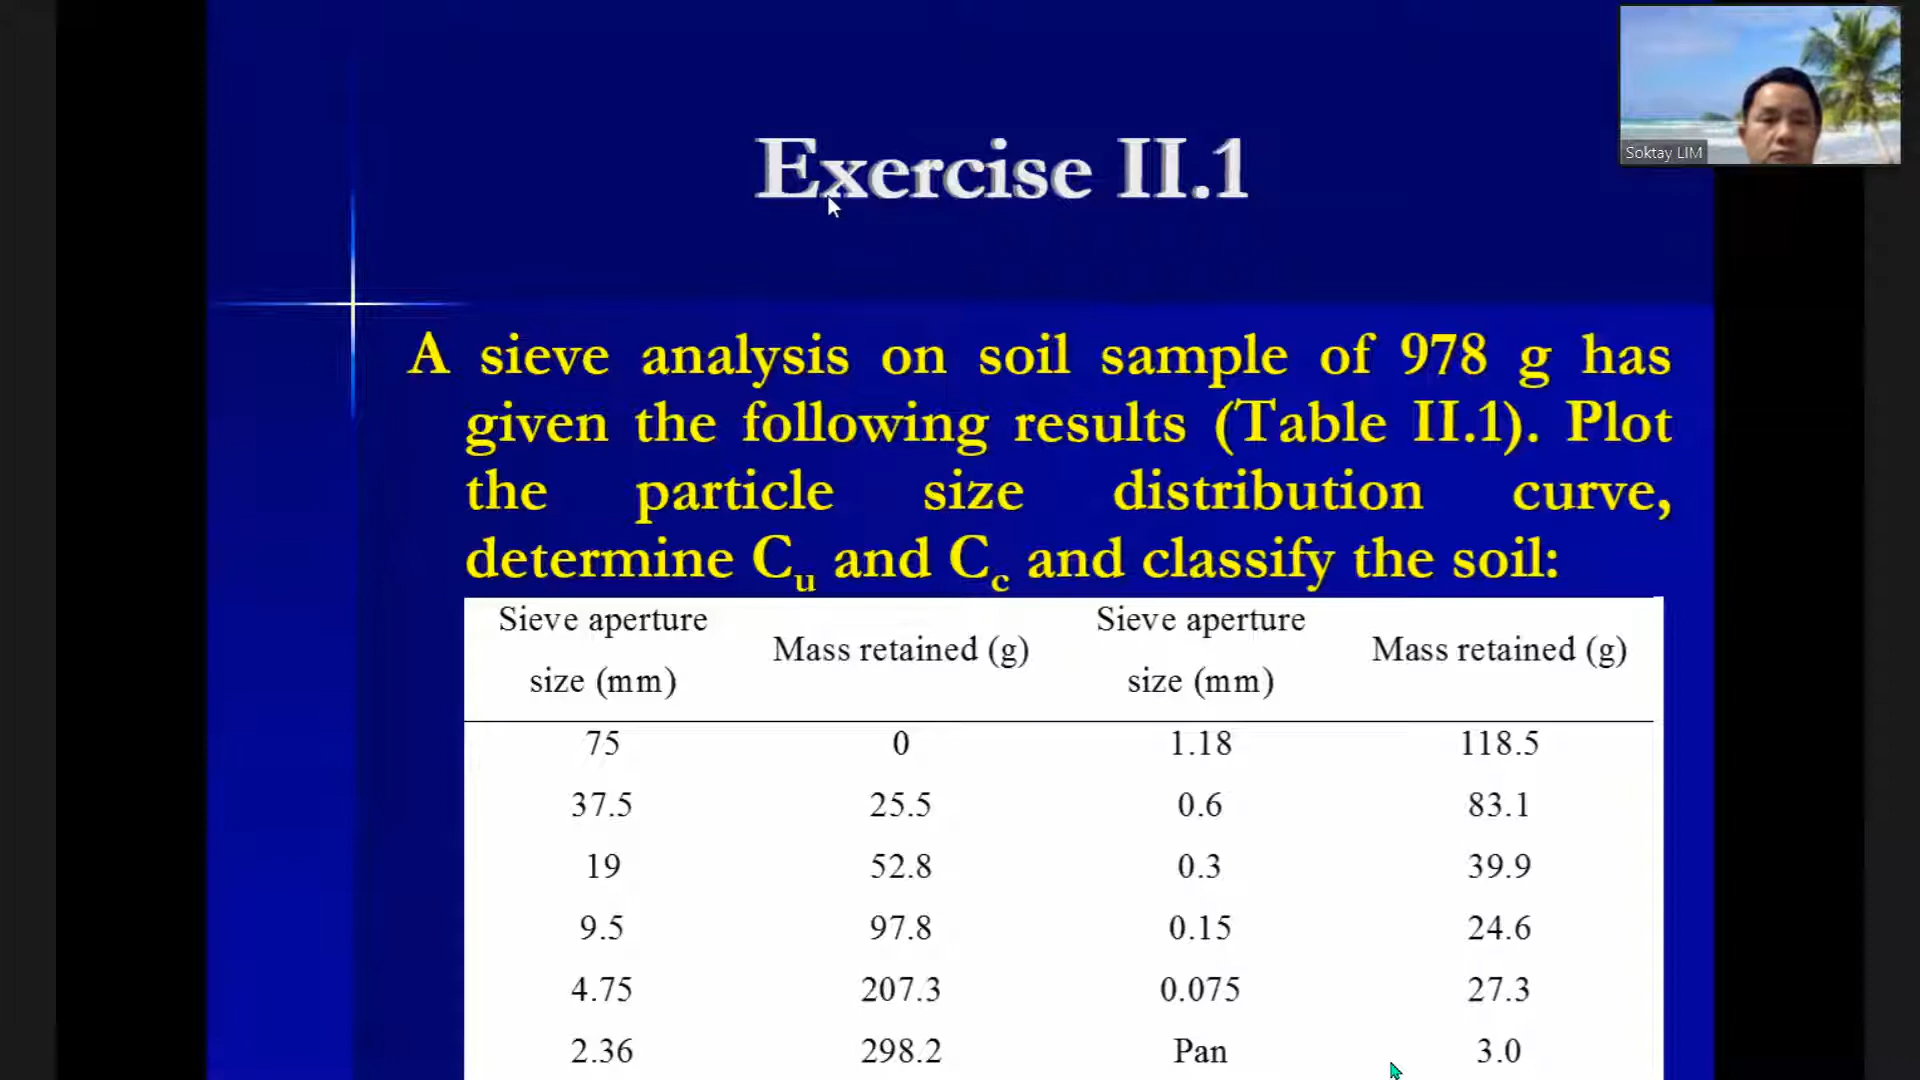 Soktay LIM
Exercise II.1
A sieve analysis on soil sample of 978 g has
given the following results (Table II.1). Plot
the particle size distribution curve,
determine Cu and Cc and classify the soil:
Sieve aperture size (mm) Mass retained (g) Sieve aperture size (mm) Mass retained (g)
75 0 1.18 118.5
37.5 25.5 0.6 83.1
19 52.8 0.3 39.9
9.5 97.8 0.15 24.6
4.75 207.3 0.075 27.3
2.36 298.2 Pan 3.0